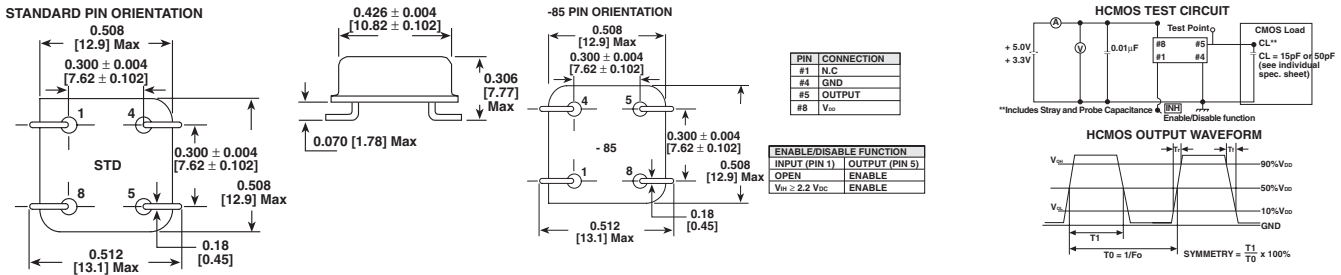 STANDARD PIN ORIENTATION
0.508
[12.9] Max
0.300 ± 0.004
[7.62 ± 0.102]
1
4
STD
8
5
0.300 ± 0.004
[7.62 ± 0.102]
0.508
[12.9] Max
0.18
[0.45]
0.512
[13.1] Max
0.426 ± 0.004
[10.82 ± 0.102]
0.306
[7.77]
Max
0.070 [1.78] Max
-85 PIN ORIENTATION
0.508
[12.9] Max
0.300 ± 0.004
[7.62 ± 0.102]
4
5
- 85
1
8
0.300 ± 0.004
[7.62 ± 0.102]
0.508
[12.9] Max
0.18
[0.45]
0.512
[13.1] Max
PIN CONNECTION
#1 N.C
#4 GND
#5 OUTPUT
#8 VDD
ENABLE/DISABLE FUNCTION
INPUT (PIN 1) OUTPUT (PIN 5)
OPEN ENABLE
VIH ≥ 2.2 VDC ENABLE
HCMOS TEST CIRCUIT
A
Test Point
CMOS Load
+ 5.0V
+ 3.3V
V
0.01µF
#8 #5
#1 #4
CL**
CL = 15pF or 50pF
(see individual
spec. sheet)
**Includes Stray and Probe Capacitance
INH
Enable/Disable function
HCMOS OUTPUT WAVEFORM
Tr
Tf
VOH
90%VDD
50%VDD
VOL
10%VDD
GND
T1
T0 = 1/Fo
SYMMETRY = T1/T0 x 100%